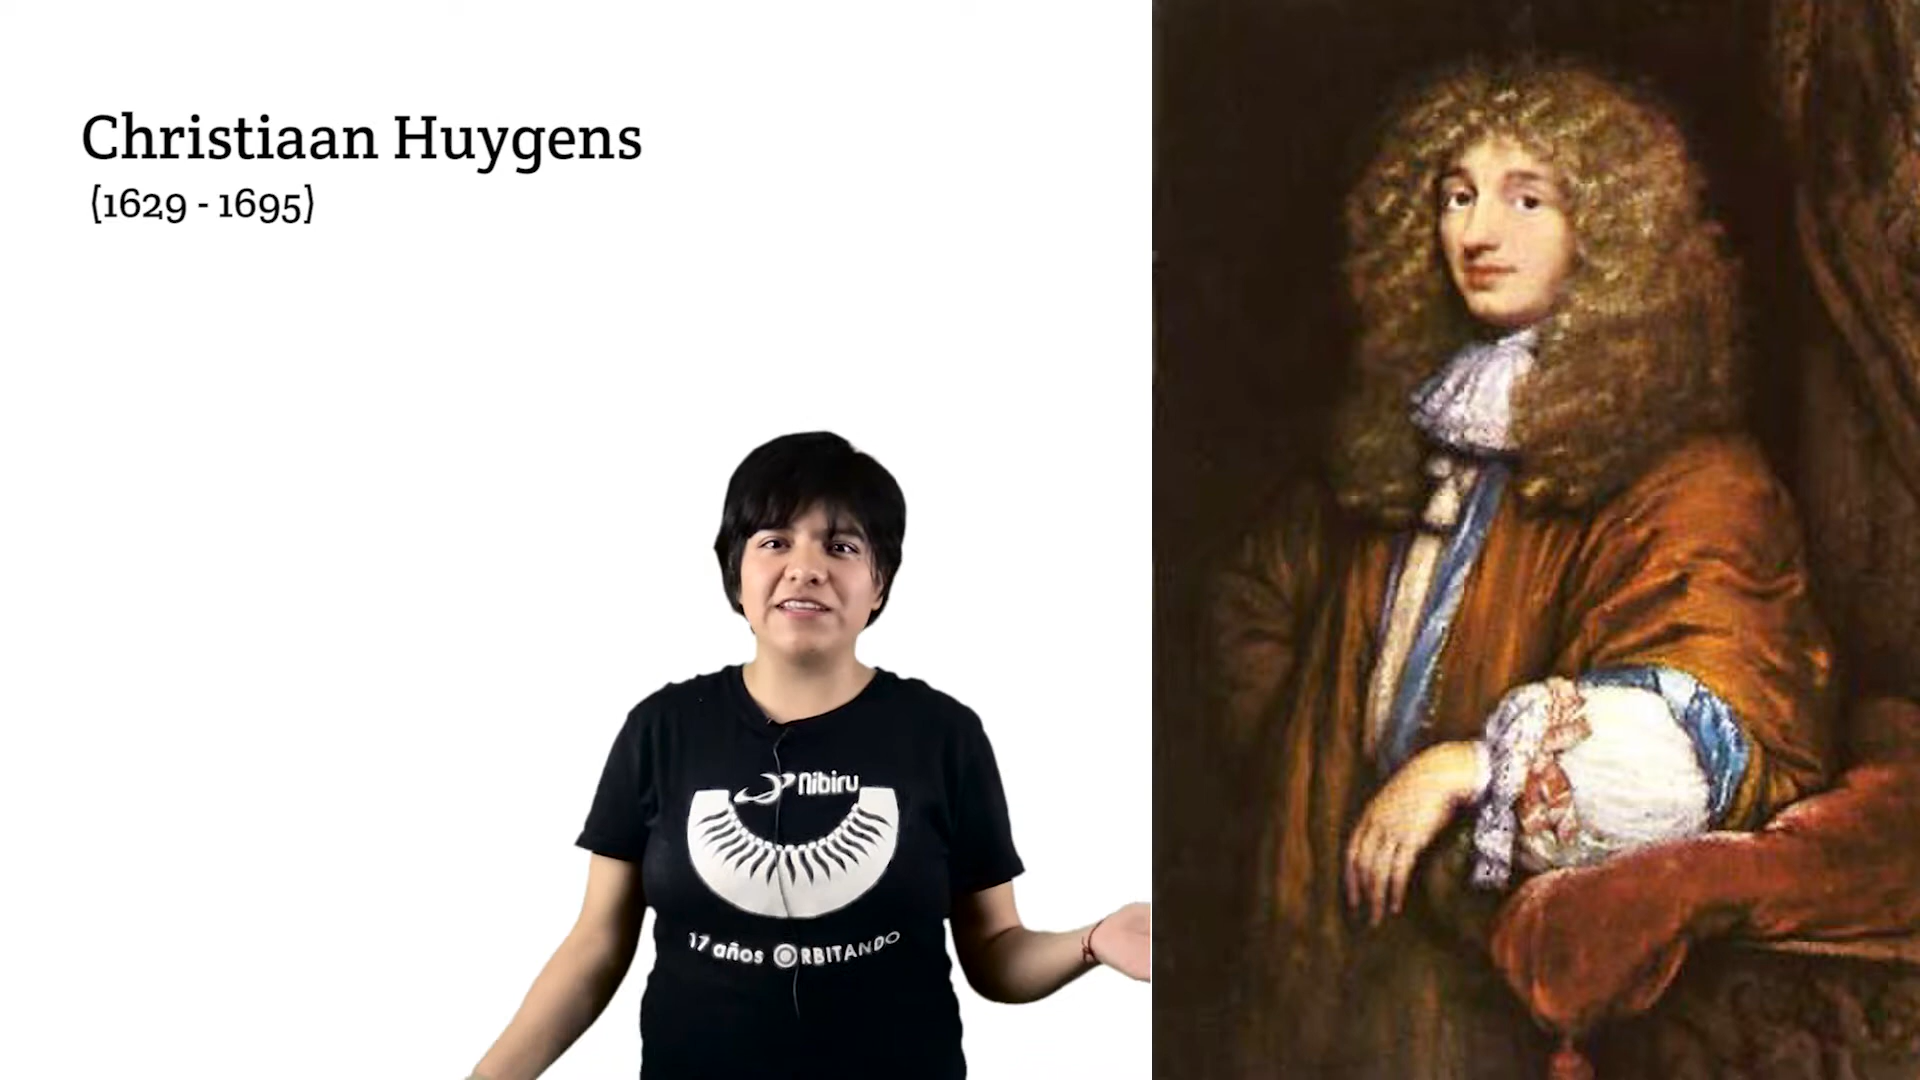 Christiaan Huygens
(1629 - 1695)
Nibiru
17 años ORBITANDO